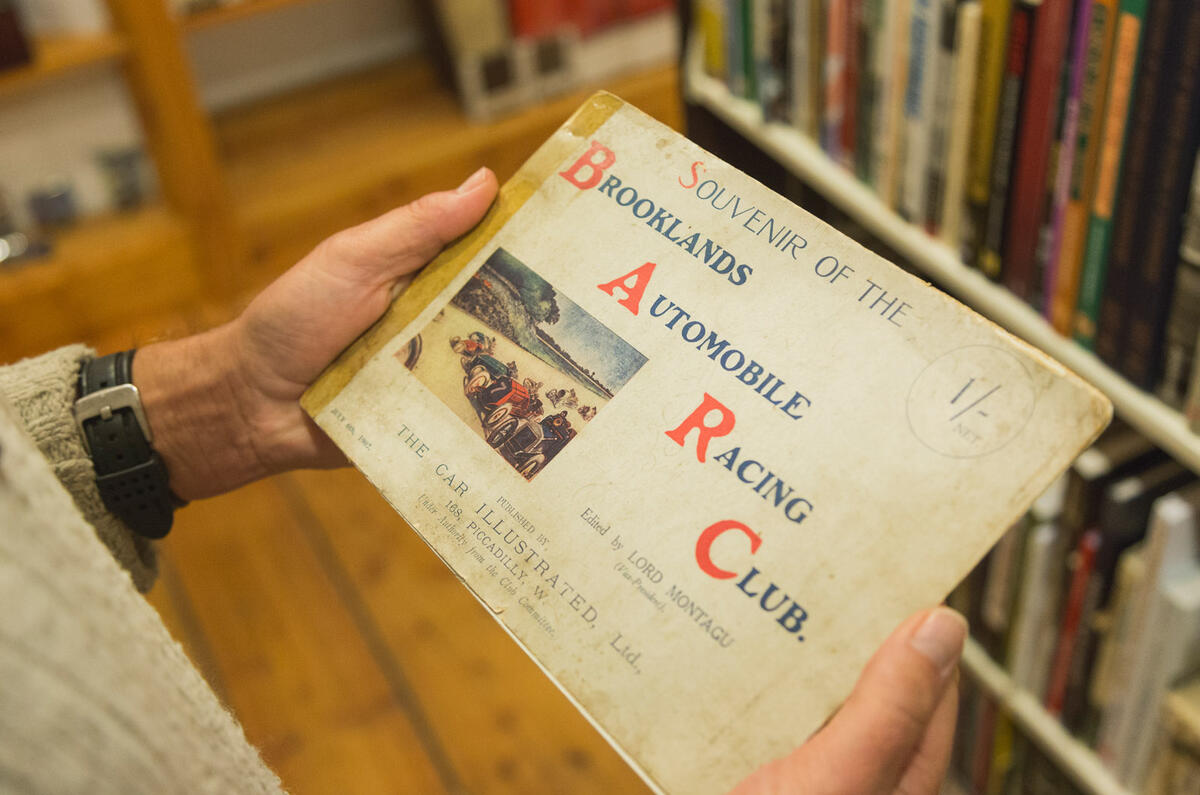 SOUVENIR OF THE
BROOKLANDS
AUTOMOBILE
RACING
CLUB.
1/-
NET.
Edited by LORD MONTAGU
(Vice-President).
JULY 6th, 1907.
PUBLISHED BY
THE CAR ILLUSTRATED, Ltd.,
168, PICCADILLY, W.
Under Authority from the Club Committee.